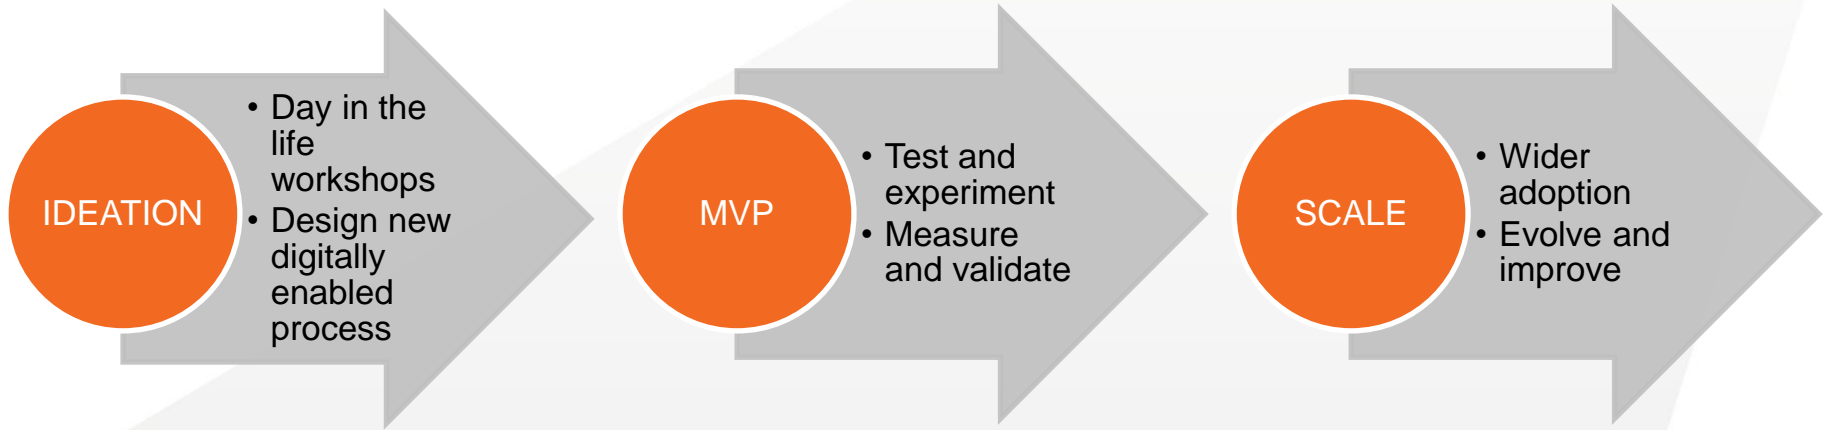 IDEATION
• Day in the
life
workshops
• Design new
digitally
enabled
process
MVP
• Test and
experiment
• Measure
and validate
SCALE
• Wider
adoption
• Evolve and
improve